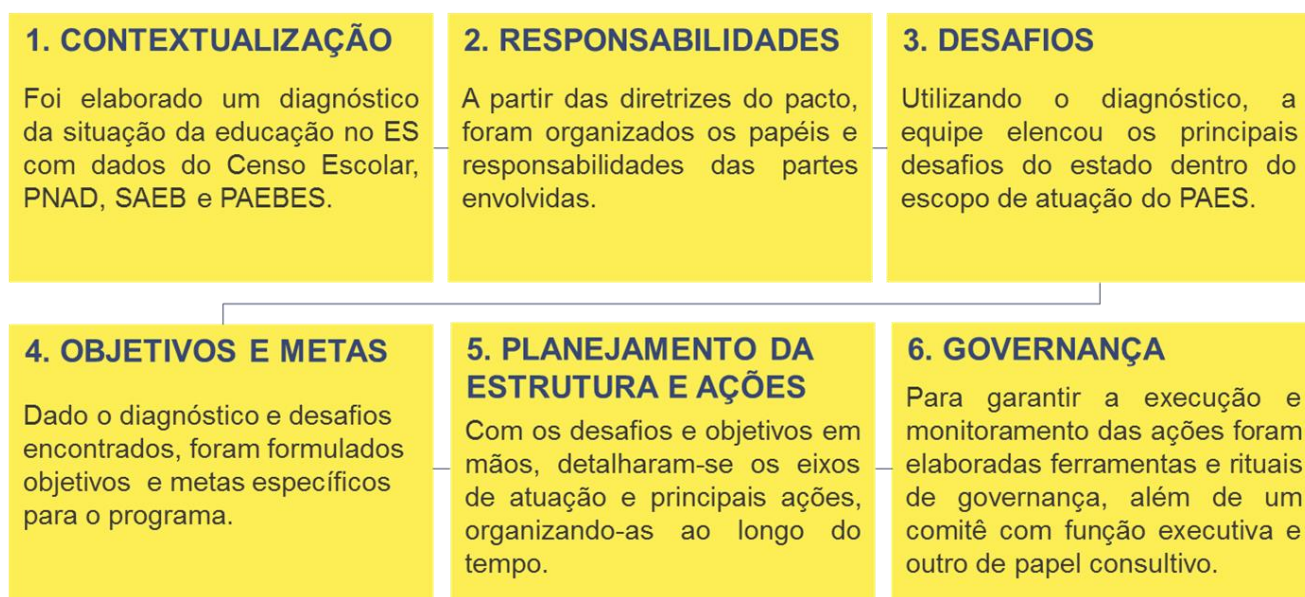 1. CONTEXTUALIZAÇÃO
Foi elaborado um diagnóstico
da situação da educação no ES
com dados do Censo Escolar,
PNAD, SAEB e PAEBES.
2. RESPONSABILIDADES
A partir das diretrizes do pacto,
foram organizados os papéis e
responsabilidades das partes
envolvidas.
3. DESAFIOS
Utilizando o diagnóstico, a
equipe elencou os principais
desafios do estado dentro do
escopo de atuação do PAES.
4. OBJETIVOS E METAS
Dado o diagnóstico e desafios
encontrados, foram formulados
objetivos e metas específicos
para o programa.
5. PLANEJAMENTO DA
ESTRUTURA E AÇÕES
Com os desafios e objetivos em
mãos, detalharam-se os eixos
de atuação e principais ações,
organizando-as ao longo do
tempo.
6. GOVERNANÇA
Para garantir a execução e
monitoramento das ações foram
elaboradas ferramentas e rituais
de governança, além de um
comitê com função executiva e
outro de papel consultivo.